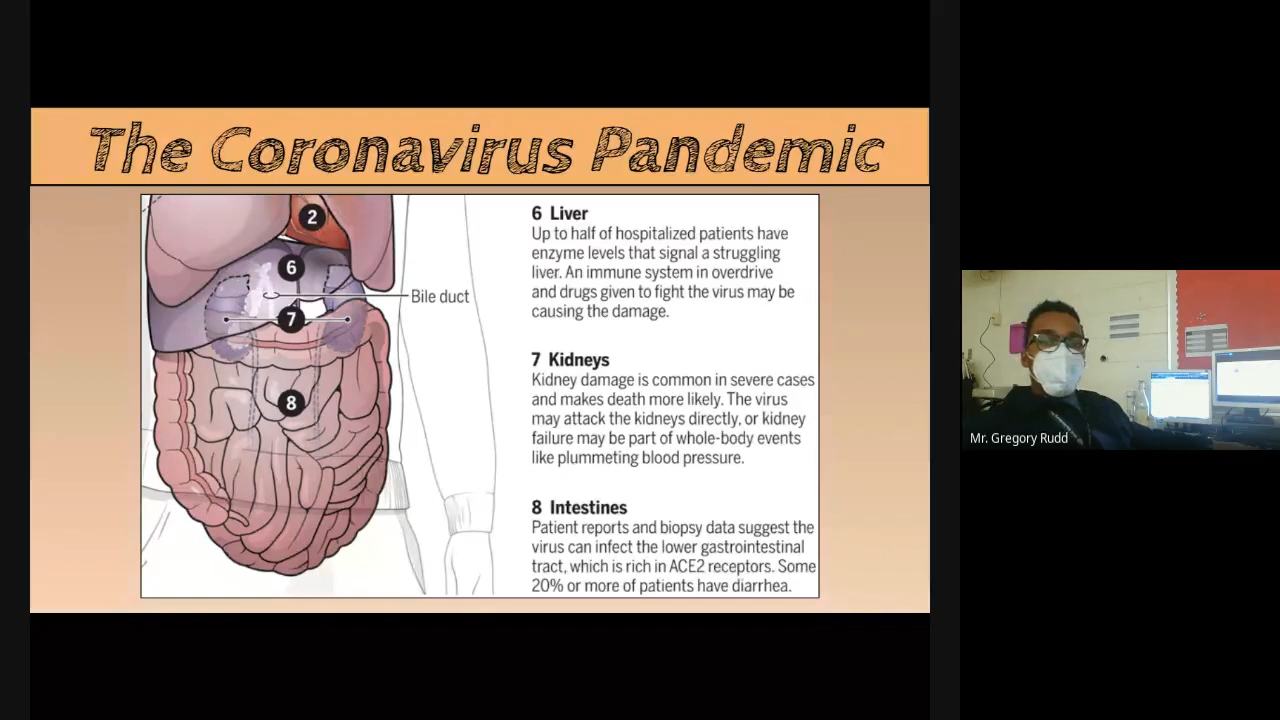 The Coronavirus Pandemic
2
6
Bile duct
7
8
6 Liver
Up to half of hospitalized patients have
enzyme levels that signal a struggling
liver. An immune system in overdrive
and drugs given to fight the virus may be
causing the damage.
7 Kidneys
Kidney damage is common in severe cases
and makes death more likely. The virus
may attack the kidneys directly, or kidney
failure may be part of whole-body events
like plummeting blood pressure.
8 Intestines
Patient reports and biopsy data suggest the
virus can infect the lower gastrointestinal
tract, which is rich in ACE2 receptors. Some
20% or more of patients have diarrhea.
Mr. Gregory Rudd